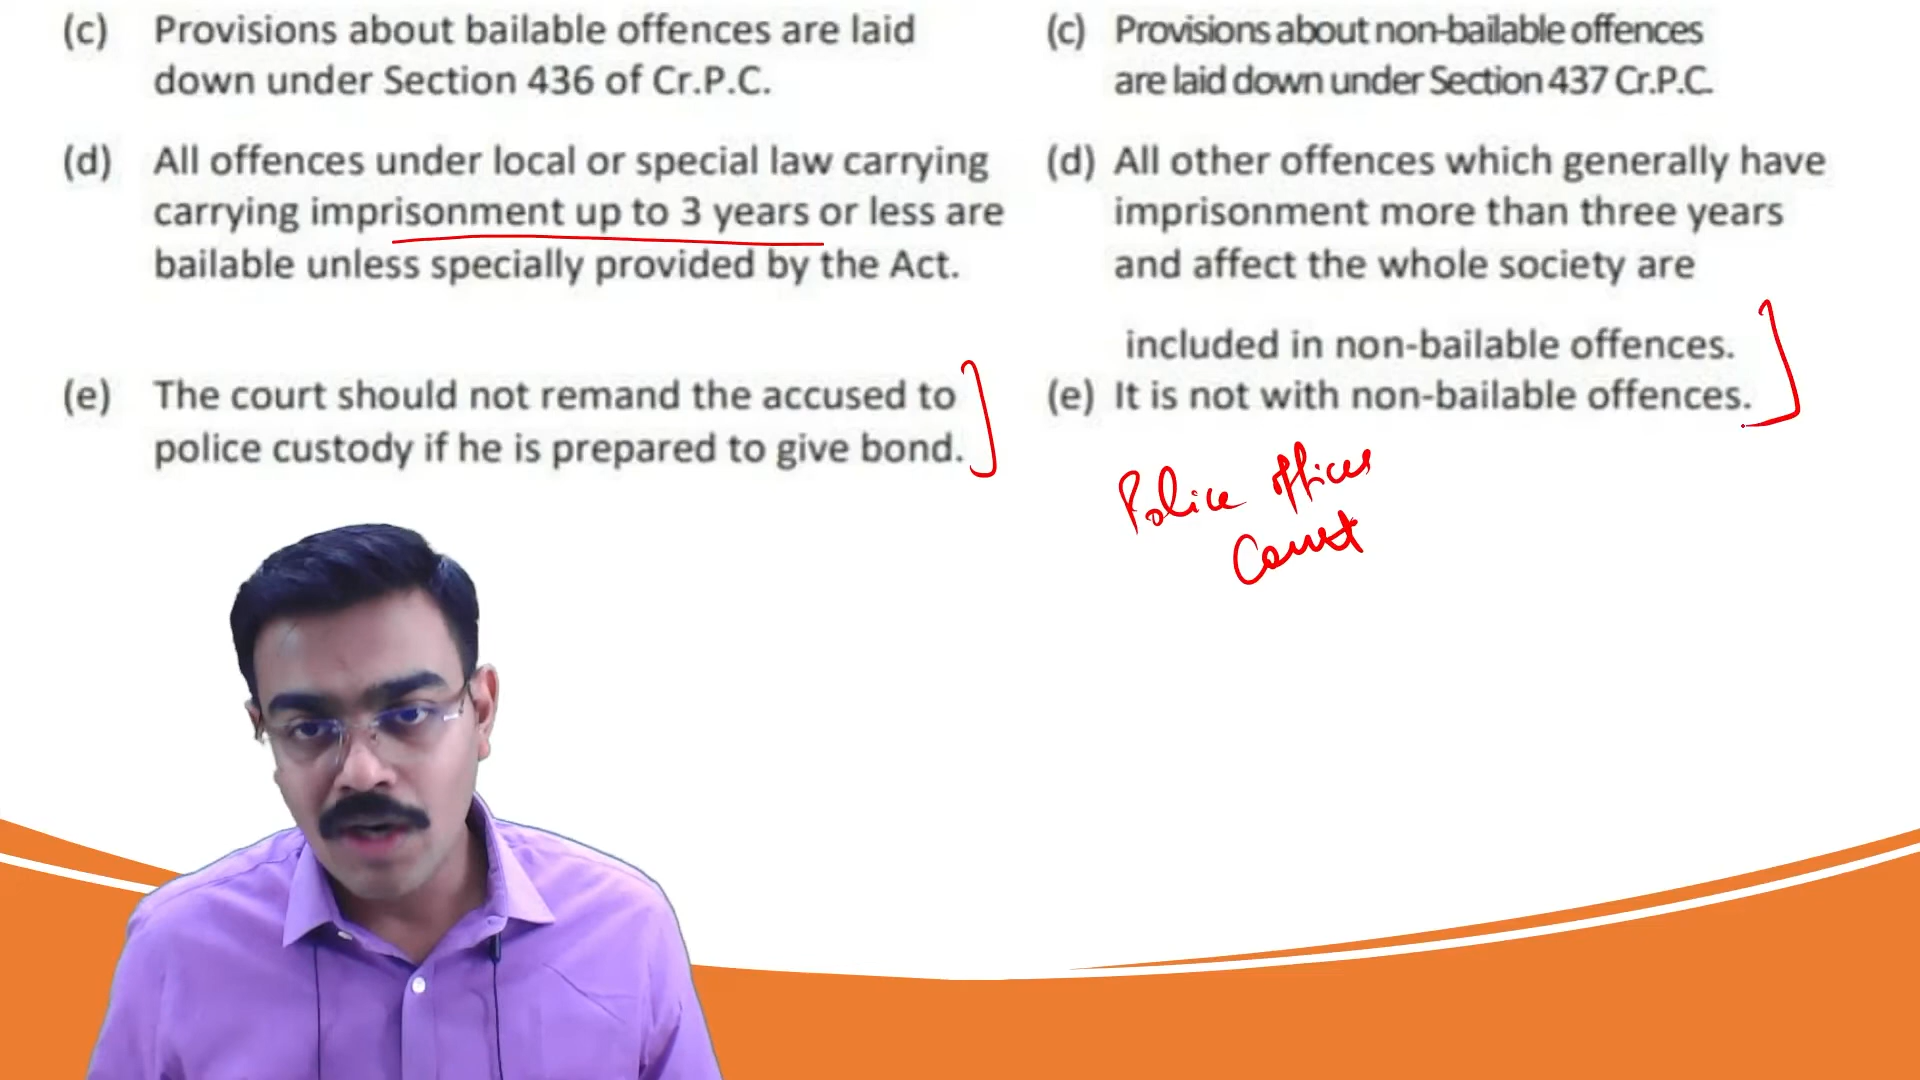 (c) Provisions about bailable offences are laid
down under Section 436 of Cr.P.C.
(d) All offences under local or special law carrying
carrying imprisonment up to 3 years or less are
bailable unless specially provided by the Act.
(e) The court should not remand the accused to
police custody if he is prepared to give bond.
(c) Provisions about non-bailable offences
are laid down under Section 437 Cr.P.C.
(d) All other offences which generally have
imprisonment more than three years
and affect the whole society are
included in non-bailable offences.
(e) It is not with non-bailable offences.
Police officer
Court